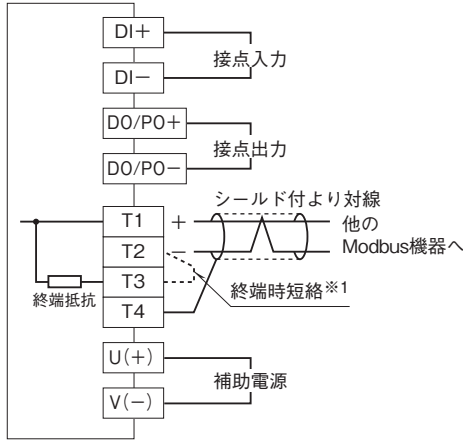 DI+
接点入力
DI−
DO/PO+
接点出力
DO/PO−
シールド付より対線
T1
+
他の
Modbus機器へ
T2
−
T3
終端抵抗
終端時短絡※1
T4
U(+)
補助電源
V(−)